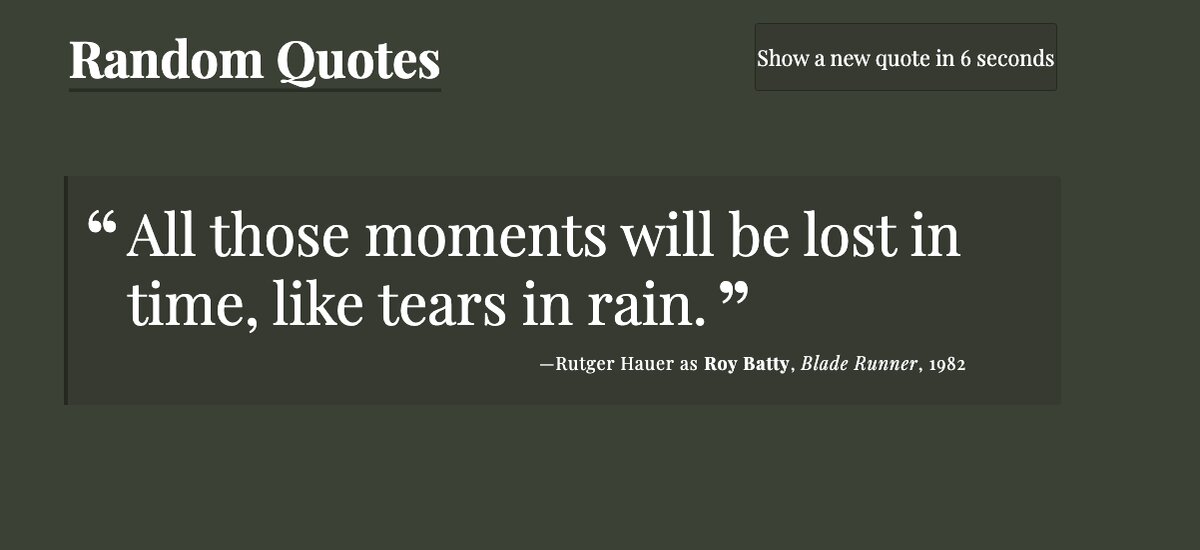 Random Quotes
Show a new quote in 6 seconds
“ All those moments will be lost in
time, like tears in rain. ”
—Rutger Hauer as Roy Batty, Blade Runner, 1982